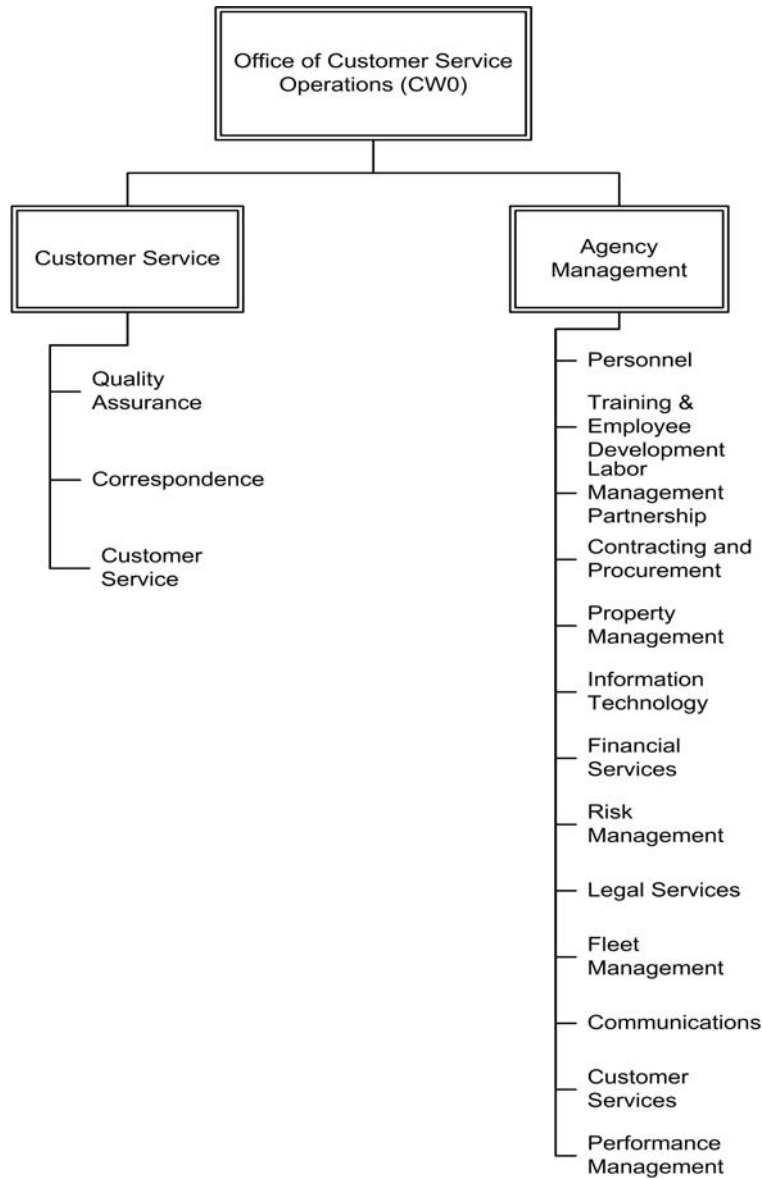 Office of Customer Service
Operations (CW0)
Customer Service
Quality
Assurance
Correspondence
Customer
Service
Agency
Management
Personnel
Training &
Employee
Development
Labor
Management
Partnership
Contracting and
Procurement
Property
Management
Information
Technology
Financial
Services
Risk
Management
Legal Services
Fleet
Management
Communications
Customer
Services
Performance
Management